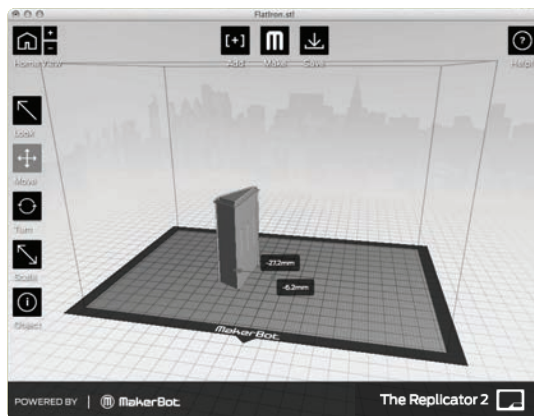 FlatIron.stl
+
-
[+]
M
?
Home View
Add
Make
Save
Help
Look
Move
Turn
Scale
Object
-27.2mm
-6.2mm
MakerBot
POWERED BY | MakerBot
The Replicator 2